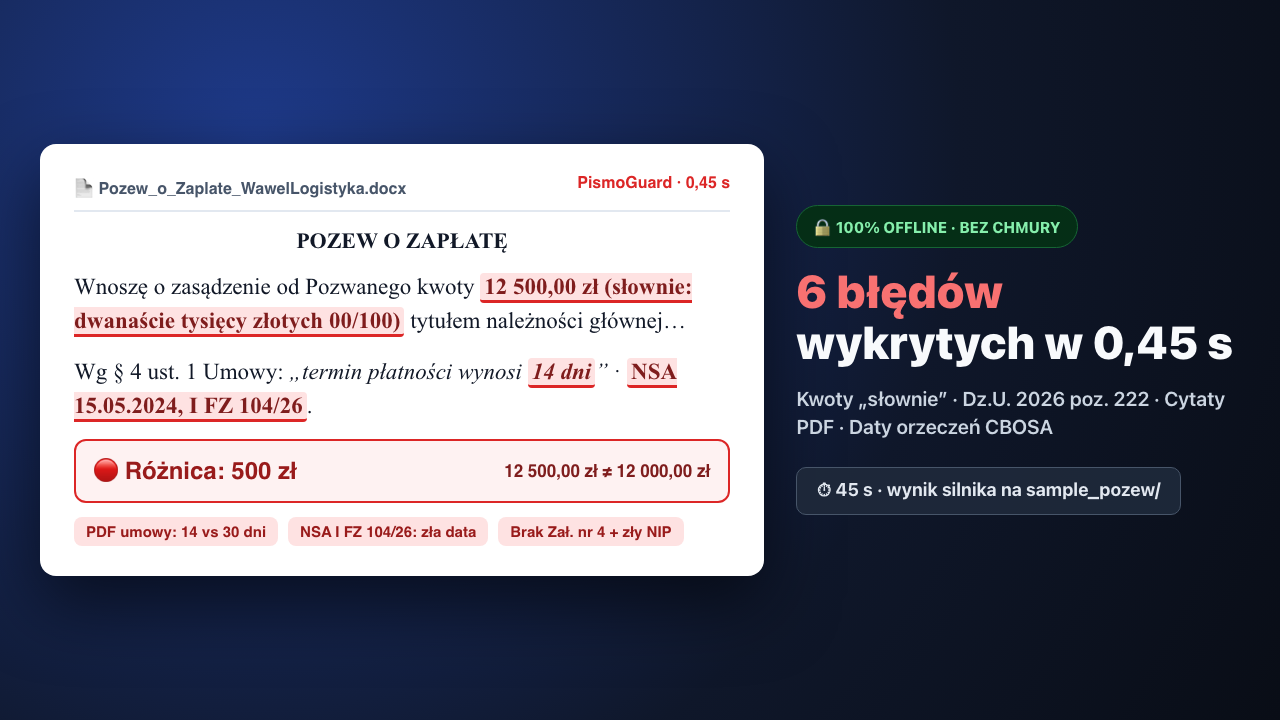 Pozew_o_Zaplate_WawelLogistyka.docx
PismoGuard · 0,45 s
POZEW O ZAPŁATĘ
Wnoszę o zasądzenie od Pozwanego kwoty 12 500,00 zł (słownie:
dwanaście tysięcy złotych 00/100) tytułem należności głównej…
Wg § 4 ust. 1 Umowy: „termin płatności wynosi 14 dni” · NSA
15.05.2024, I FZ 104/26.
🔴 Różnica: 500 zł
12 500,00 zł ≠ 12 000,00 zł
PDF umowy: 14 vs 30 dni
NSA I FZ 104/26: zła data
Brak Zał. nr 4 + zły NIP
🔒 100% OFFLINE · BEZ CHMURY
6 błędów
wykrytych w 0,45 s
Kwoty „słownie” · Dz.U. 2026 poz. 222 · Cytaty
PDF · Daty orzeczeń CBOSA
⏱ 45 s · wynik silnika na sample_pozew/